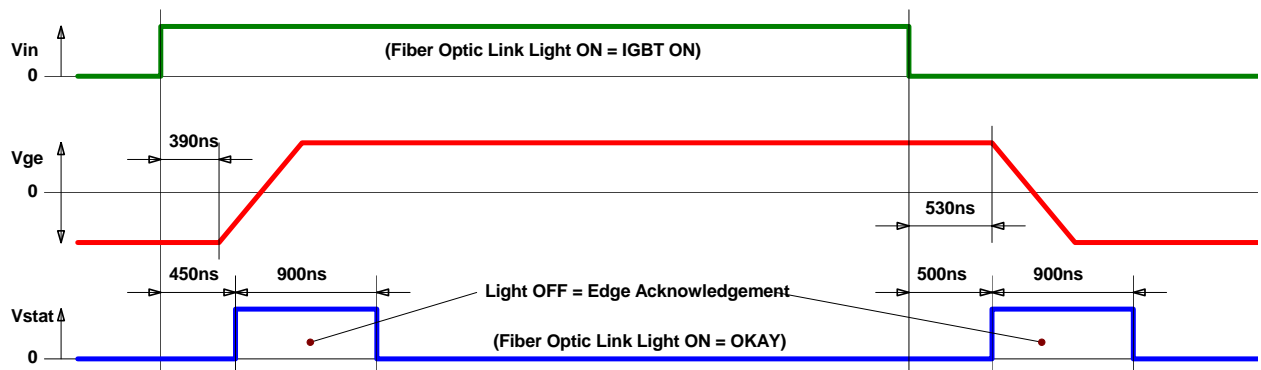 Vin
(Fiber Optic Link Light ON = IGBT ON)
0
390ns
Vge
0
530ns
450ns
900ns
500ns
900ns
Light OFF = Edge Acknowledgement
Vstat
(Fiber Optic Link Light ON = OKAY)
0